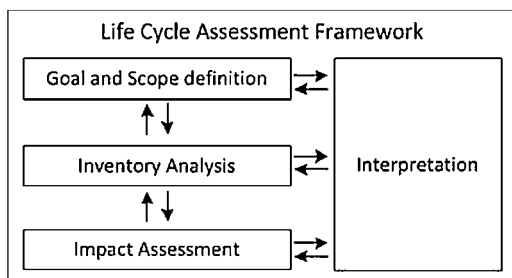 Life Cycle Assessment Framework
Goal and Scope definition
Inventory Analysis
Interpretation
Impact Assessment